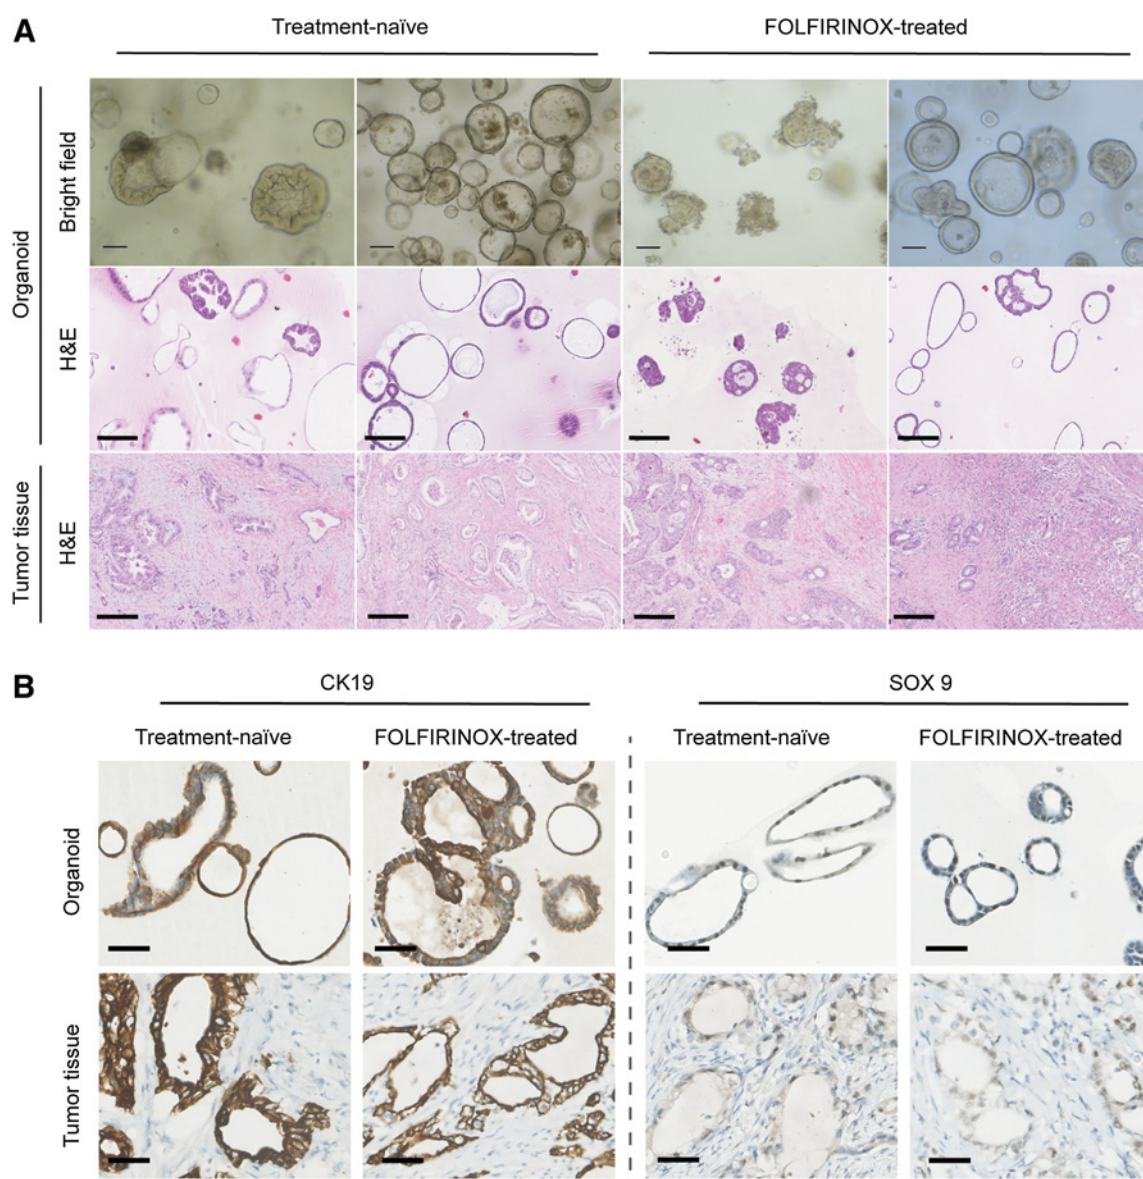 A
Treatment-naïve
FOLFIRINOX-treated
Organoid
Bright field
H&E
Tumor tissue
H&E
B
CK19
SOX 9
Treatment-naïve
FOLFIRINOX-treated
Treatment-naïve
FOLFIRINOX-treated
Organoid
Tumor tissue